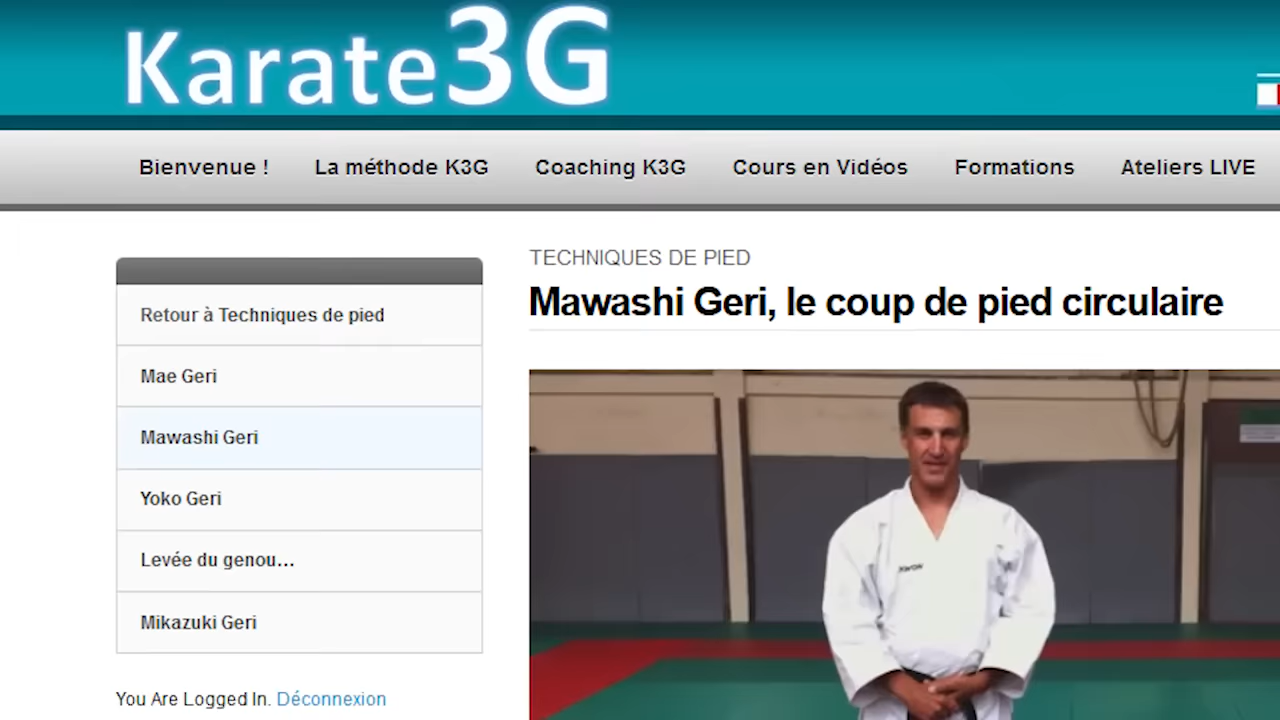 Karate3G
Bienvenue ! La méthode K3G Coaching K3G Cours en Vidéos Formations Ateliers LIVE
Retour à Techniques de pied
Mae Geri
Mawashi Geri
Yoko Geri
Levée du genou...
Mikazuki Geri
You Are Logged In. Déconnexion
TECHNIQUES DE PIED
Mawashi Geri, le coup de pied circulaire
KWON